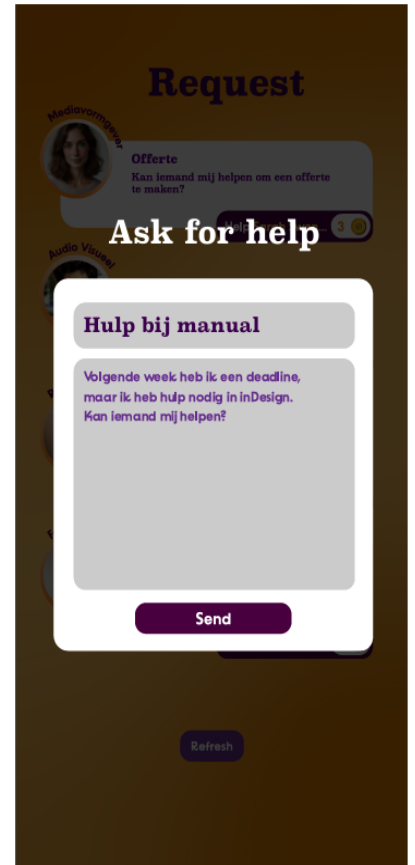 Request
Mediavormgever
Offerte
Kan iemand mij helpen om een offerte
te maken?
Help
3
Ask for help
Audio Visueel
Hulp bij manual
Volgende week heb ik een deadline,
maar ik heb hulp nodig in inDesign.
Kan iemand mij helpen?
Send
Refresh